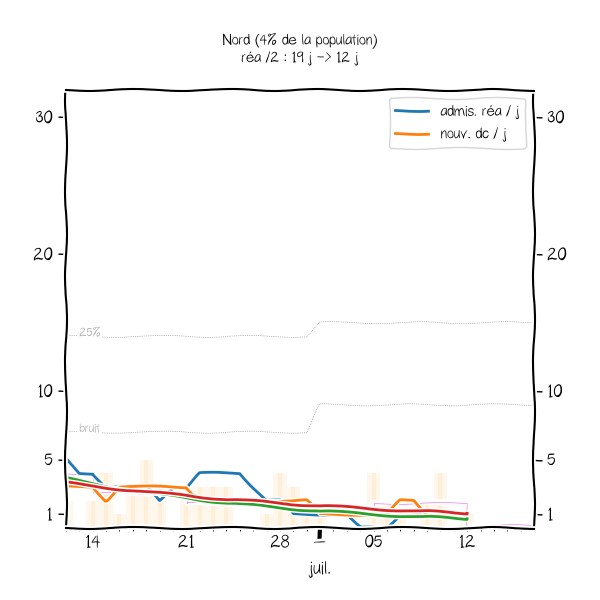 Nord (4% de la population)
réa /2 : 19 j -> 12 j
admis. réa / j
nouv. dc / j
30
30
20
20
25%
10
10
bruit
5
5
1
1
14
21
28
1
05
12
juil.